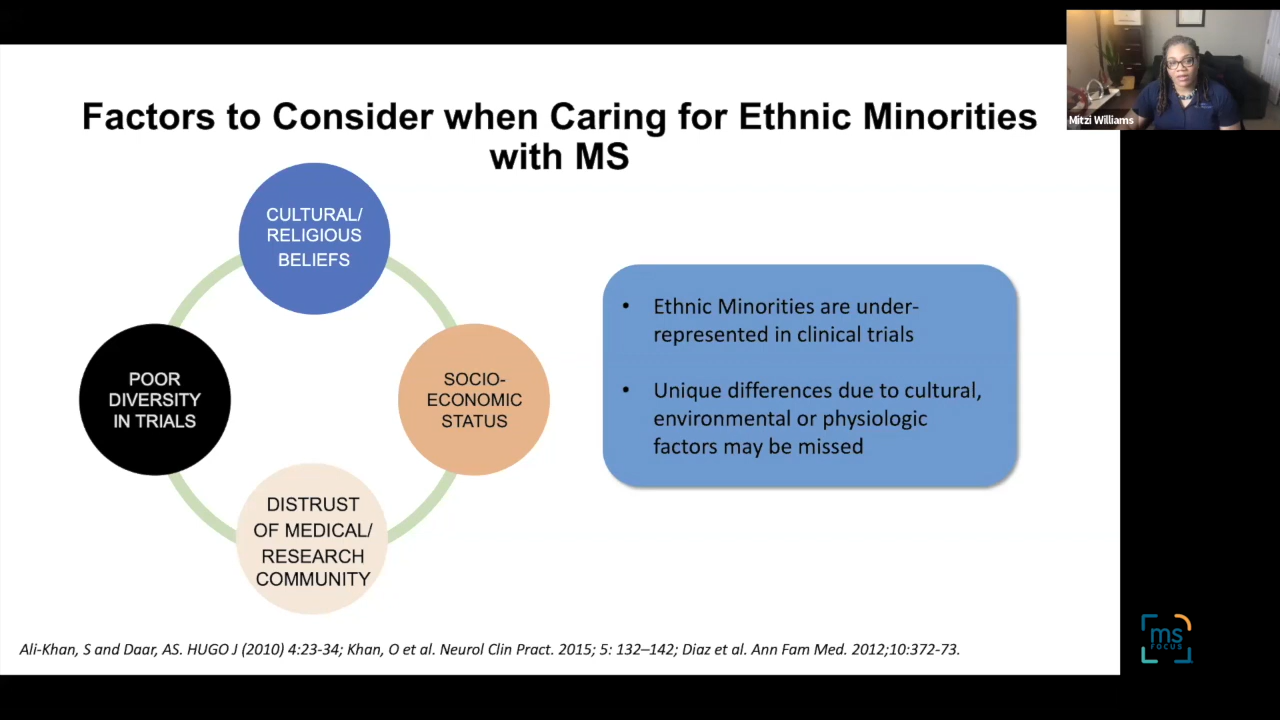 Factors to Consider when Caring for Ethnic Minorities
with MS
Mitzi Williams
CULTURAL/
RELIGIOUS
BELIEFS
POOR
DIVERSITY
IN TRIALS
SOCIO-
ECONOMIC
STATUS
DISTRUST
OF MEDICAL/
RESEARCH
COMMUNITY
• Ethnic Minorities are under-
represented in clinical trials
• Unique differences due to cultural,
environmental or physiologic
factors may be missed
Ali-Khan, S and Daar, AS. HUGO J (2010) 4:23-34; Khan, O et al. Neurol Clin Pract. 2015; 5: 132–142; Diaz et al. Ann Fam Med. 2012;10:372-73.
ms
FOCUS